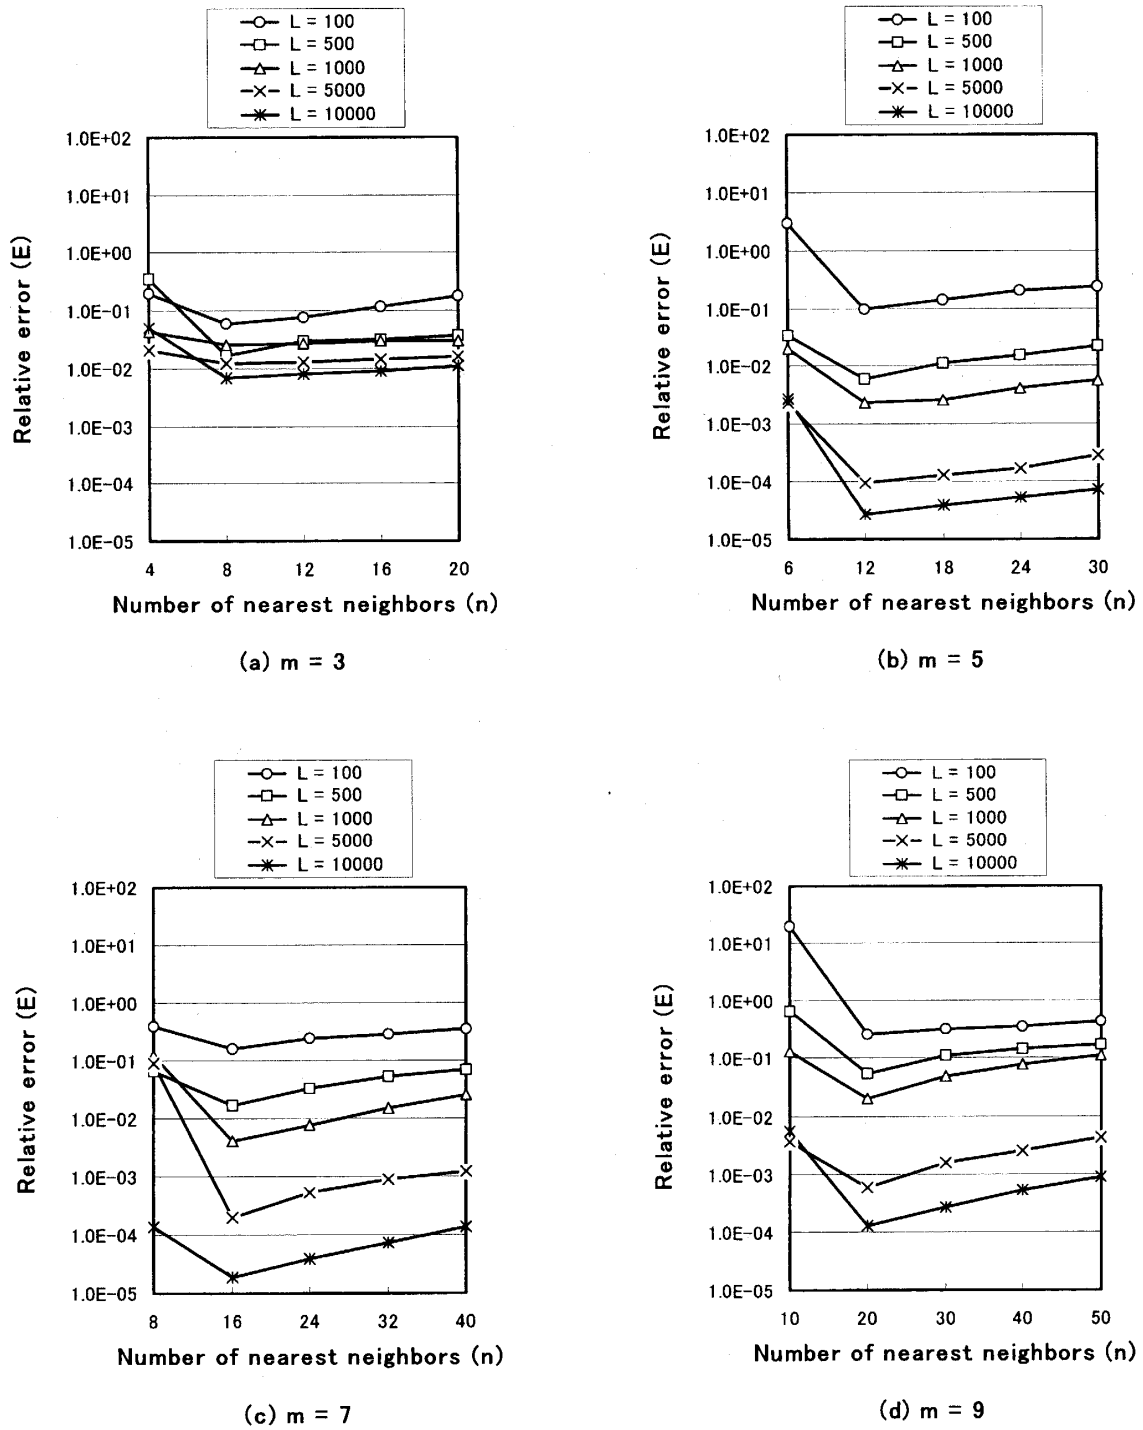 L = 100
L = 500
L = 1000
L = 5000
L = 10000
1.0E+02
1.0E+01
1.0E+00
1.0E-01
1.0E-02
1.0E-03
1.0E-04
1.0E-05
Relative error (E)
4 8 12 16 20
Number of nearest neighbors (n)
(a) m = 3
L = 100
L = 500
L = 1000
L = 5000
L = 10000
1.0E+02
1.0E+01
1.0E+00
1.0E-01
1.0E-02
1.0E-03
1.0E-04
1.0E-05
Relative error (E)
6 12 18 24 30
Number of nearest neighbors (n)
(b) m = 5
L = 100
L = 500
L = 1000
L = 5000
L = 10000
1.0E+02
1.0E+01
1.0E+00
1.0E-01
1.0E-02
1.0E-03
1.0E-04
1.0E-05
Relative error (E)
8 16 24 32 40
Number of nearest neighbors (n)
(c) m = 7
L = 100
L = 500
L = 1000
L = 5000
L = 10000
1.0E+02
1.0E+01
1.0E+00
1.0E-01
1.0E-02
1.0E-03
1.0E-04
1.0E-05
Relative error (E)
10 20 30 40 50
Number of nearest neighbors (n)
(d) m = 9